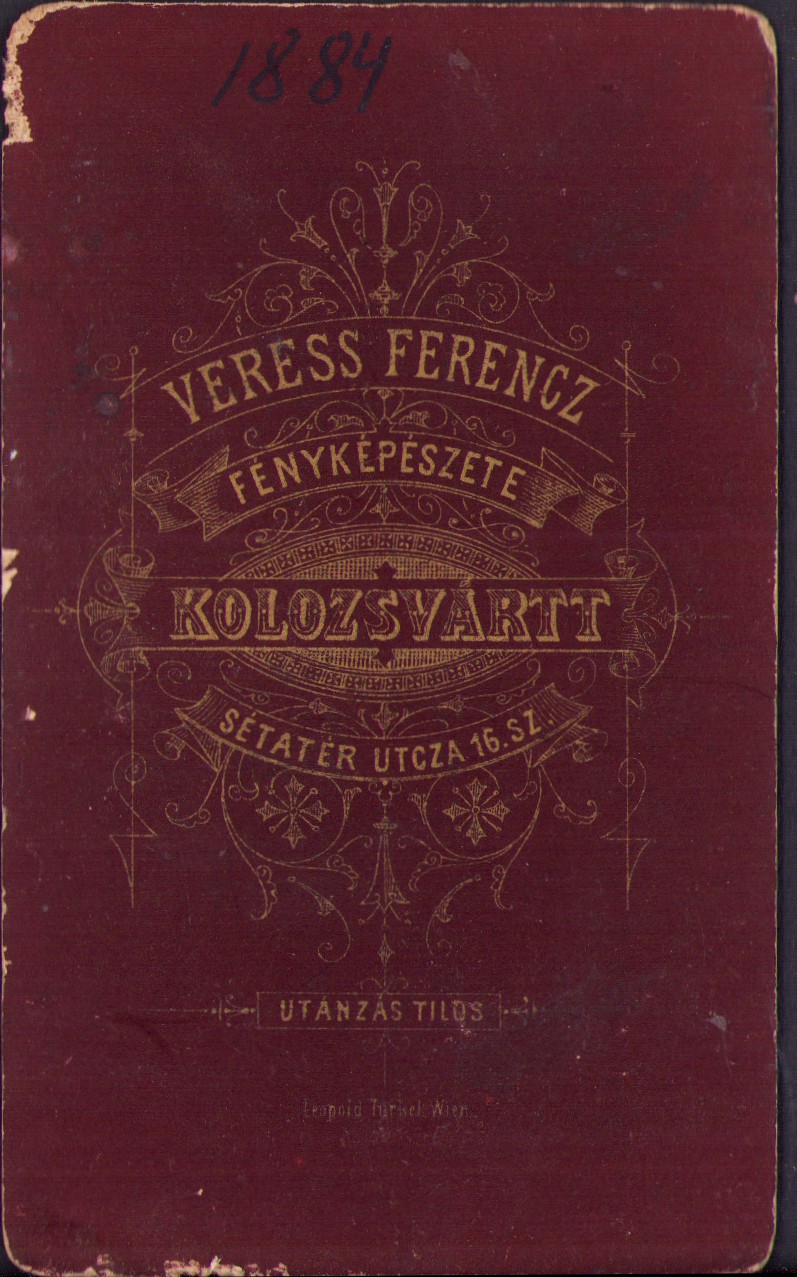 1884
VERESS FERENCZ
FÉNYKÉPÉSZETE
KOLOZSVÁRTT
SÉTATÉR UTCZA 16. SZ.
UTÁNZÁS TILOS
Leopold Türkel, Wien.